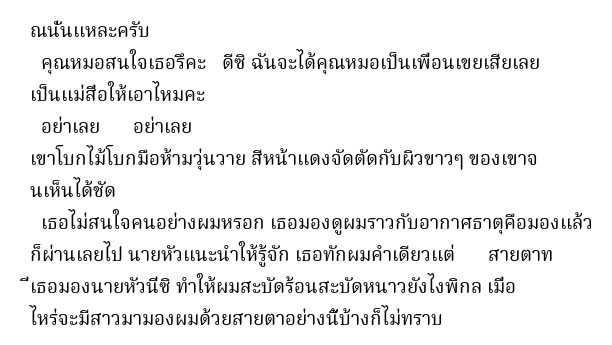 ณนั่นแหละครับ
คุณหมอสนใจเธอรึคะ ดีซิ ฉันจะได้คุณหมอเป็นเพื่อนเขยเสียเลย
เป็นแม่สื่อให้เอาไหมคะ
อย่าเลย อย่าเลย
เขาโบกไม้โบกมือห้ามวุ่นวาย สีหน้าแดงจัดตัดกับผิวขาวๆ ของเขาจ
นเห็นได้ชัด
เธอไม่สนใจคนอย่างผมหรอก เธอมองดูผมราวกับอากาศธาตุคือมองแล้ว
ก็ผ่านเลยไป นายหัวแนะนำให้รู้จัก เธอทักผมคำเดียวแต่ สายตาท
ี่เธอมองนายหัวนี่ซิ ทำให้ผมสะบัดร้อนสะบัดหนาวยังไงพิกล เมื่อ
ไหร่จะมีสาวมามองผมด้วยสายตาอย่างนี้บ้างก็ไม่ทราบ